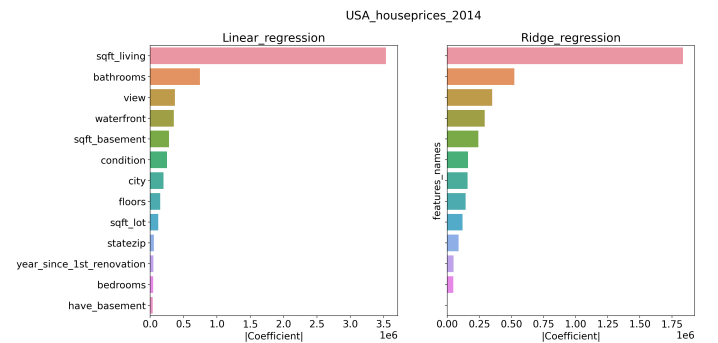 USA_houseprices_2014
Linear_regression
sqft_living
bathrooms
view
waterfront
sqft_basement
condition
city
floors
sqft_lot
statezip
year_since_1st_renovation
bedrooms
have_basement
0.0 0.5 1.0 1.5 2.0 2.5 3.0 3.5
1e6
|Coefficient|
Ridge_regression
features_names
0.00 0.25 0.50 0.75 1.00 1.25 1.50 1.75
1e6
|Coefficient|